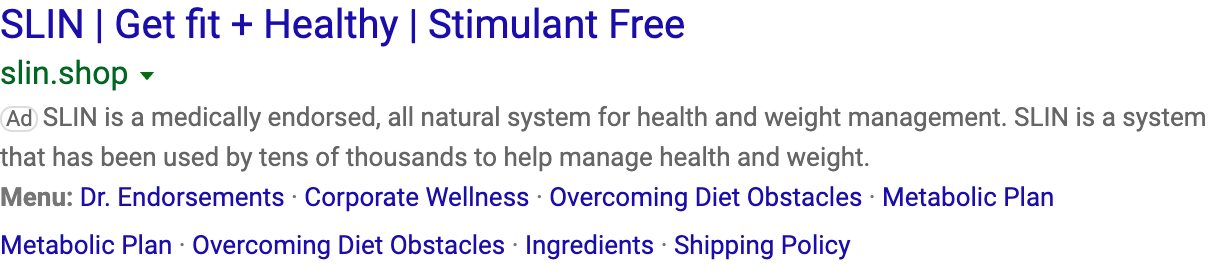 SLIN | Get fit + Healthy | Stimulant Free
slin.shop
Ad SLIN is a medically endorsed, all natural system for health and weight management. SLIN is a system
that has been used by tens of thousands to help manage health and weight.
Menu: Dr. Endorsements · Corporate Wellness · Overcoming Diet Obstacles · Metabolic Plan
Metabolic Plan · Overcoming Diet Obstacles · Ingredients · Shipping Policy